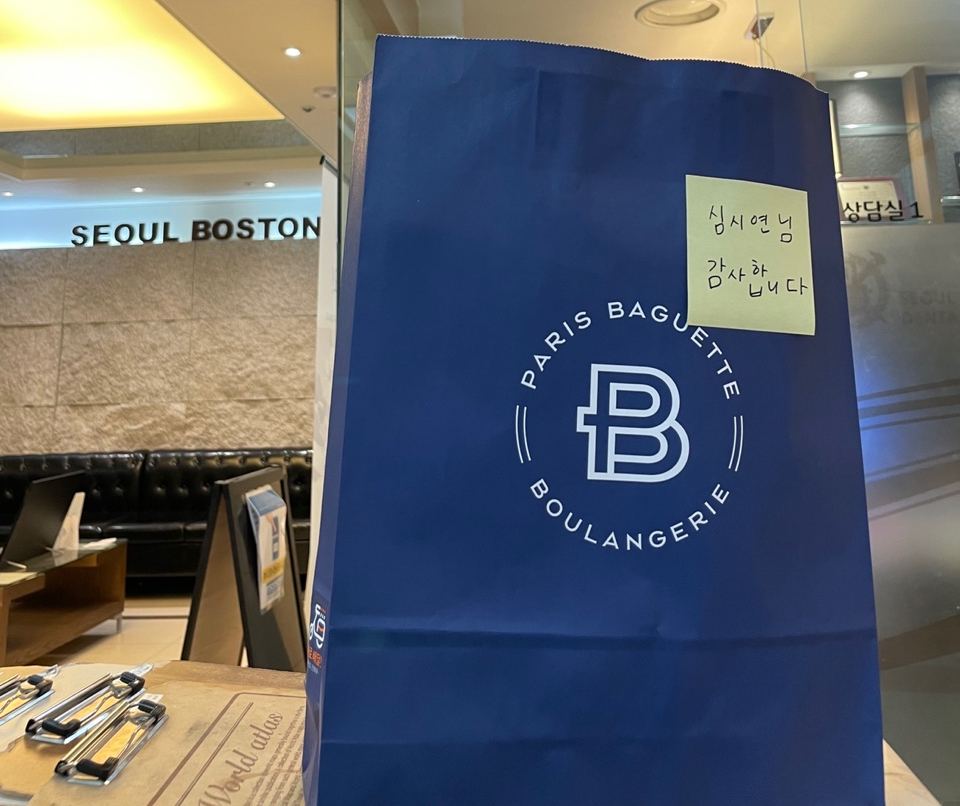 SEOUL BOSTON
심시연님
감사합니다
상담실 1
PARIS BAGUETTE
B
BOULANGERIE
World atlas